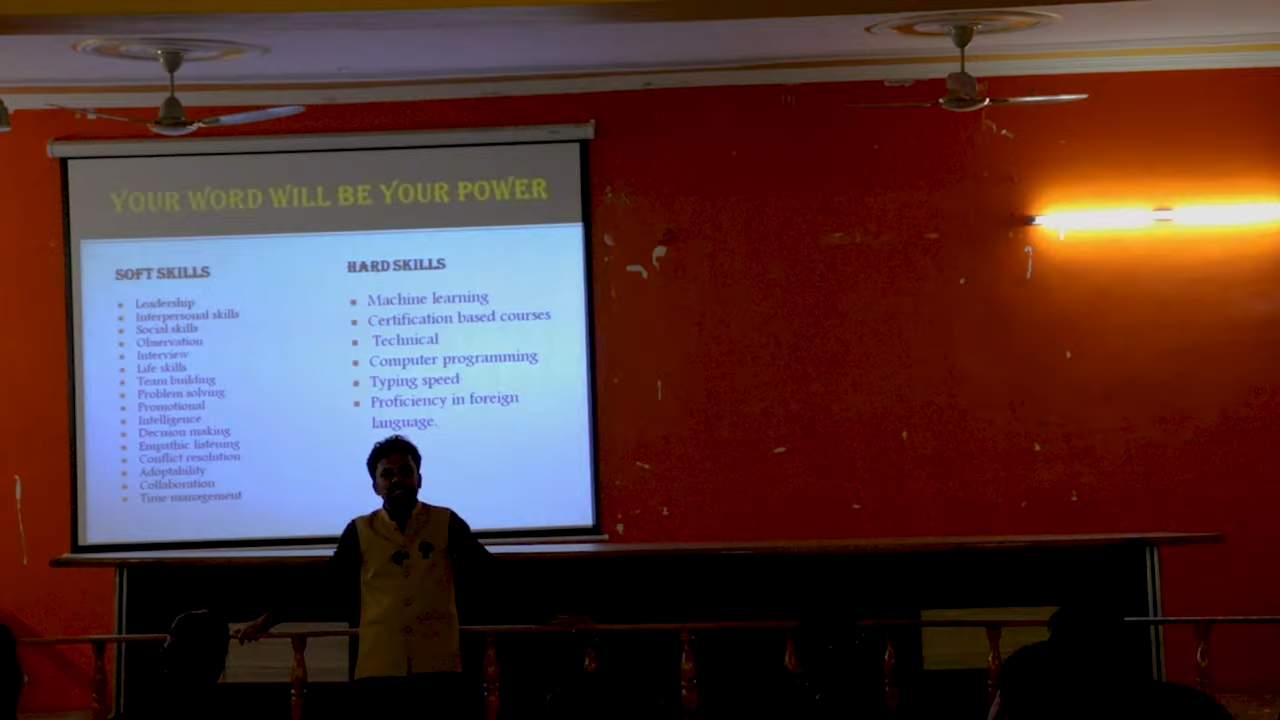 YOUR WORD WILL BE YOUR POWER
SOFT SKILLS
Leadership
Interpersonal skills
Social skills
Observation
Interview
Life skills
Team building
Problem solving
Promotional
Intelligence
Decision making
Empathic listening
Conflict resolution
Adoptability
Collaboration
Time management
HARD SKILLS
Machine learning
Certification based courses
Technical
Computer programming
Typing speed
Proficiency in foreign
language.